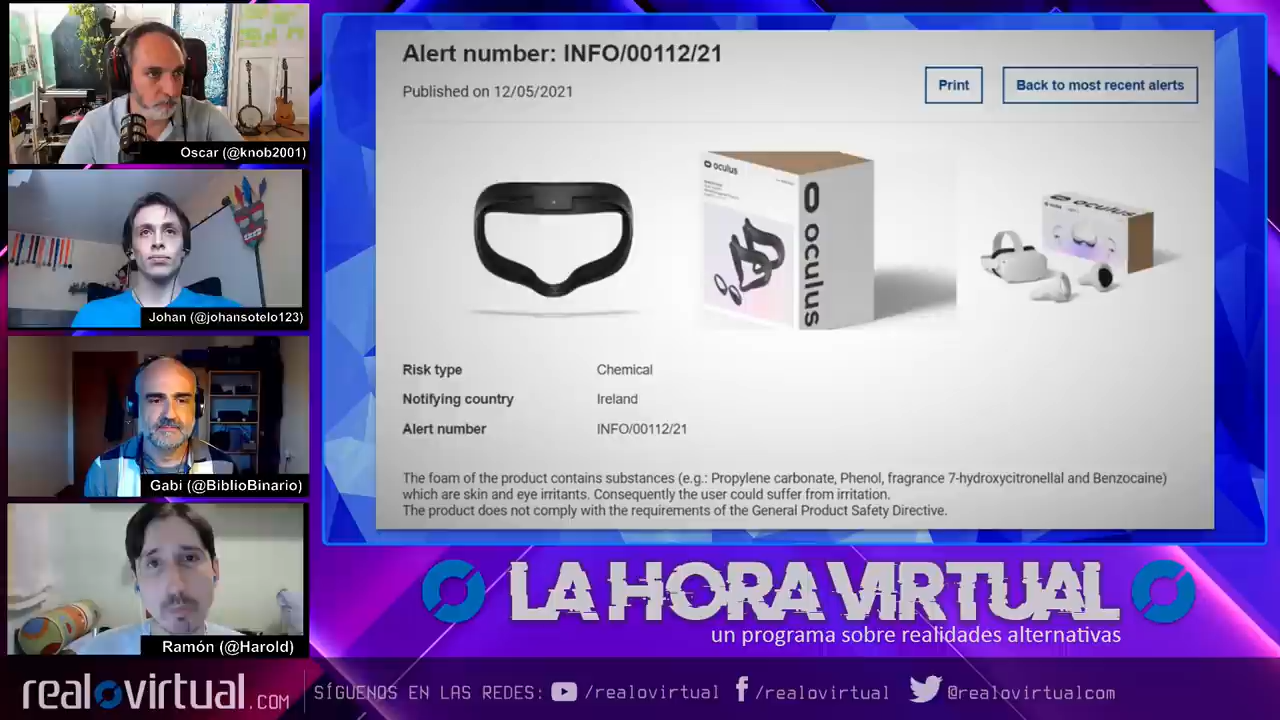 Oscar (@knob2001)
Johan (@johansotelo123)
Gabi (@BiblioBinario)
Ramón (@Harold)
Alert number: INFO/00112/21
Published on 12/05/2021
Print
Back to most recent alerts
oculus
oculus
oculus
Risk type Chemical
Notifying country Ireland
Alert number INFO/00112/21
The foam of the product contains substances (e.g.: Propylene carbonate, Phenol, fragrance 7-hydroxycitronellal and Benzocaine)
which are skin and eye irritants. Consequently the user could suffer from irritation.
The product does not comply with the requirements of the General Product Safety Directive.
LA HORA VIRTUAL
un programa sobre realidades alternativas
realovirtual.com
SÍGUENOS EN LAS REDES: /realovirtual /realovirtual @realovirtualcom